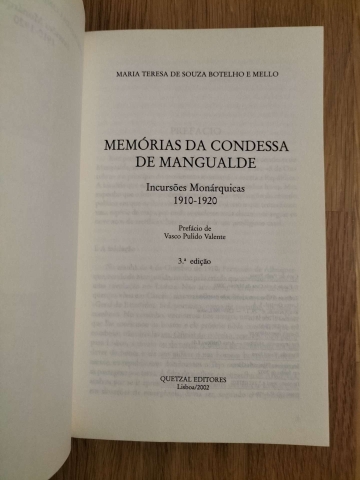 MARIA TERESA DE SOUZA BOTELHO E MELLO
MEMÓRIAS DA CONDESSA
DE MANGUALDE
Incursões Monárquicas
1910-1920
Prefácio de
Vasco Pulido Valente
3.ª edição
QUETZAL EDITORES
Lisboa/2002